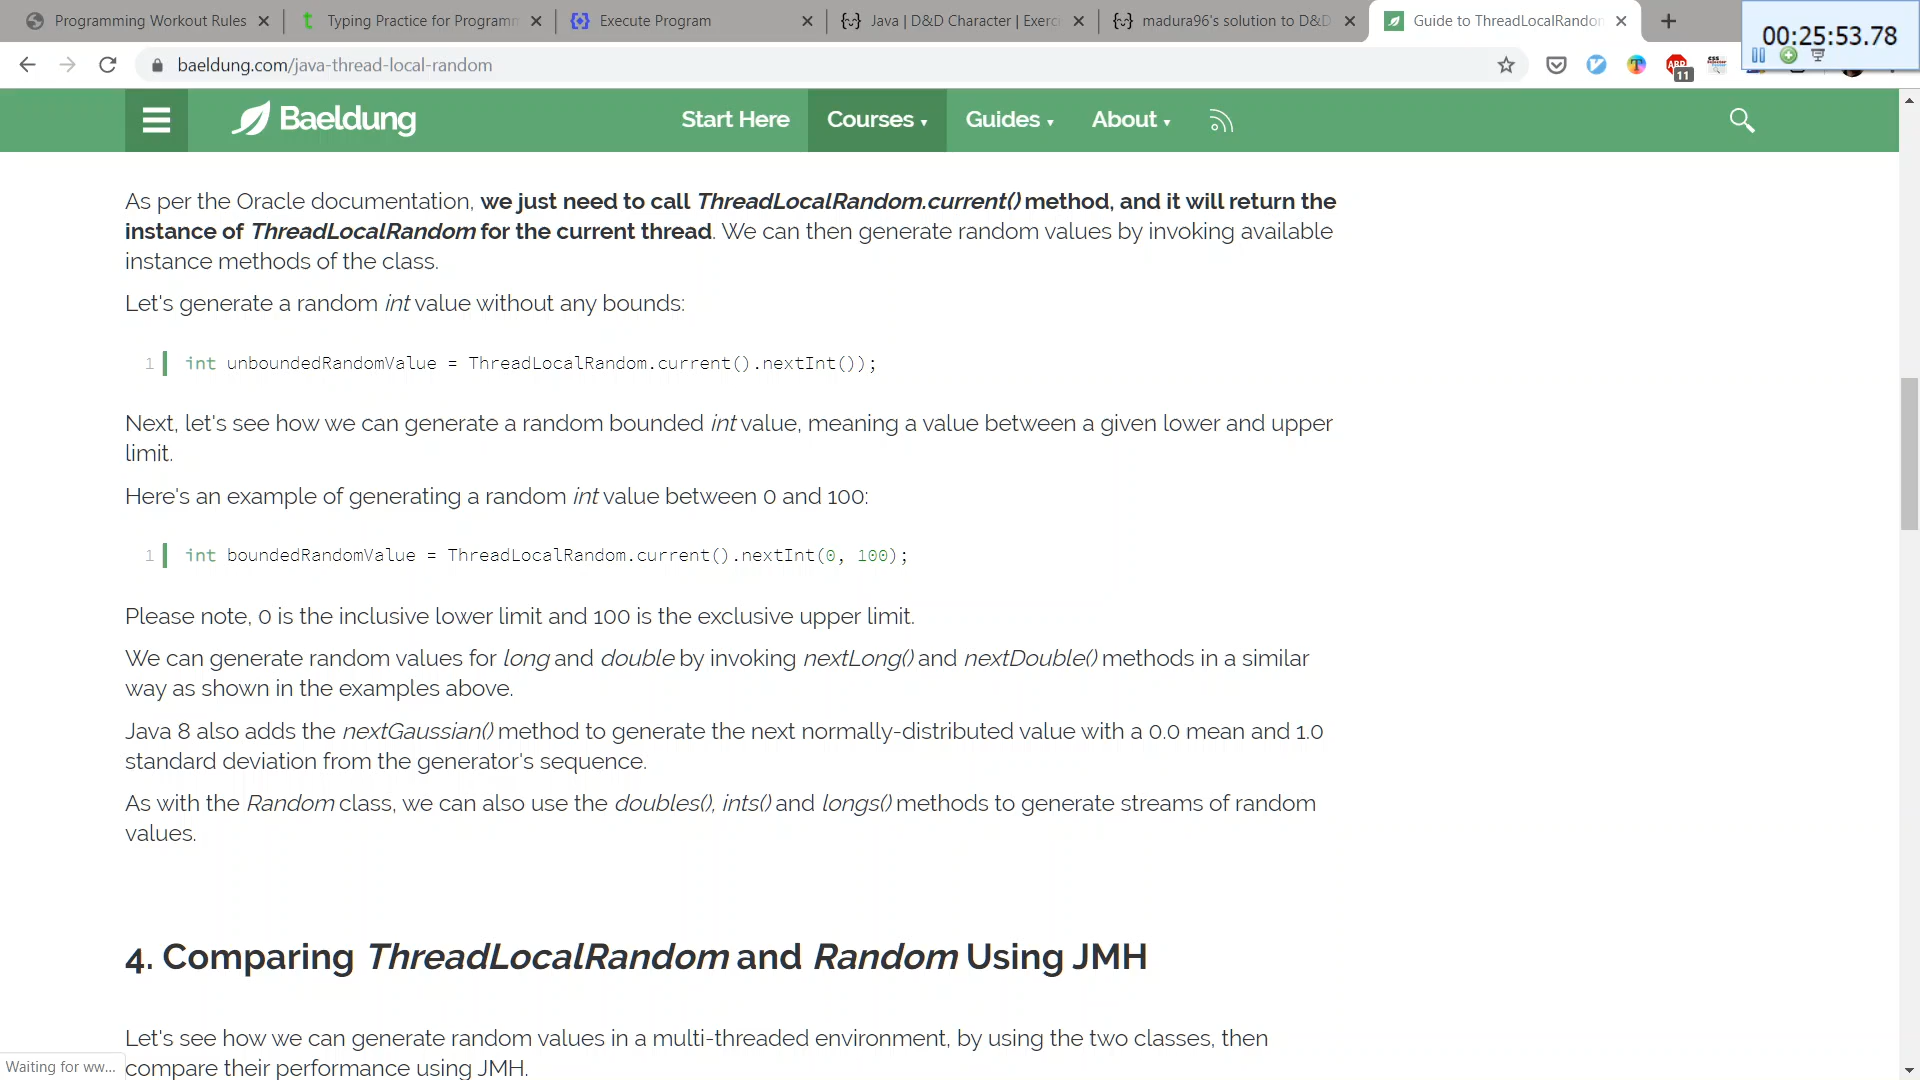 Programming Workout Rules
Typing Practice for Programm
Execute Program
Java | D&D Character | Exerc
madura96's solution to D&D
Guide to ThreadLocalRandom
00:25:53.78
baeldung.com/java-thread-local-random
ABP
11
CSS
Baeldung
Start Here
Courses
Guides
About
As per the Oracle documentation, we just need to call ThreadLocalRandom.current() method, and it will return the
instance of ThreadLocalRandom for the current thread. We can then generate random values by invoking available
instance methods of the class.
Let's generate a random int value without any bounds:
1 int unboundedRandomValue = ThreadLocalRandom.current().nextInt());
Next, let's see how we can generate a random bounded int value, meaning a value between a given lower and upper
limit.
Here's an example of generating a random int value between 0 and 100:
1 int boundedRandomValue = ThreadLocalRandom.current().nextInt(0, 100);
Please note, 0 is the inclusive lower limit and 100 is the exclusive upper limit.
We can generate random values for long and double by invoking nextLong() and nextDouble() methods in a similar
way as shown in the examples above.
Java 8 also adds the nextGaussian() method to generate the next normally-distributed value with a 0.0 mean and 1.0
standard deviation from the generator's sequence.
As with the Random class, we can also use the doubles(), ints() and longs() methods to generate streams of random
values.
4. Comparing ThreadLocalRandom and Random Using JMH
Let's see how we can generate random values in a multi-threaded environment, by using the two classes, then
compare their performance using JMH.
Waiting for ww...